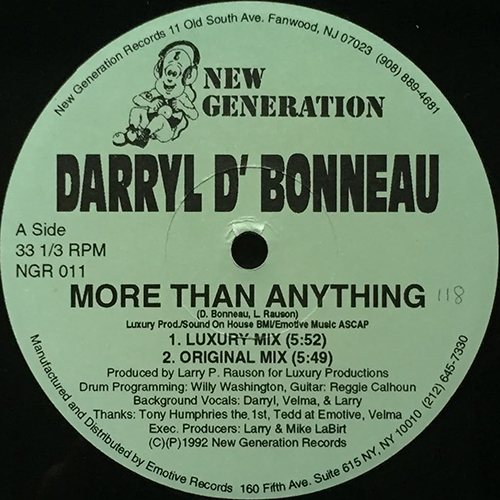 New Generation Records 11 Old South Ave. Fanwood, NJ 07023 (908) 889-4681
NEW
GENERATION
DARRYL D' BONNEAU
A Side
33 1/3 RPM
NGR 011
MORE THAN ANYTHING 118
(D. Bonneau, L. Rauson)
Luxury Prod./Sound On House BMI/Emotive Music ASCAP
1. LUXURY MIX (5:52)
2. ORIGINAL MIX (5:49)
Produced by Larry P. Rauson for Luxury Productions
Drum Programming: Willy Washington, Guitar: Reggie Calhoun
Background Vocals: Darryl, Velma, & Larry
Thanks: Tony Humphries the.1st, Tedd at Emotive, Velma
Exec. Producers: Larry & Mike LaBirt
(C)(P)1992 New Generation Records
Manufactured and Distributed by Emotive Records 160 Fifth Ave. Suite 615 NY, NY 10010 (212) 645-7330